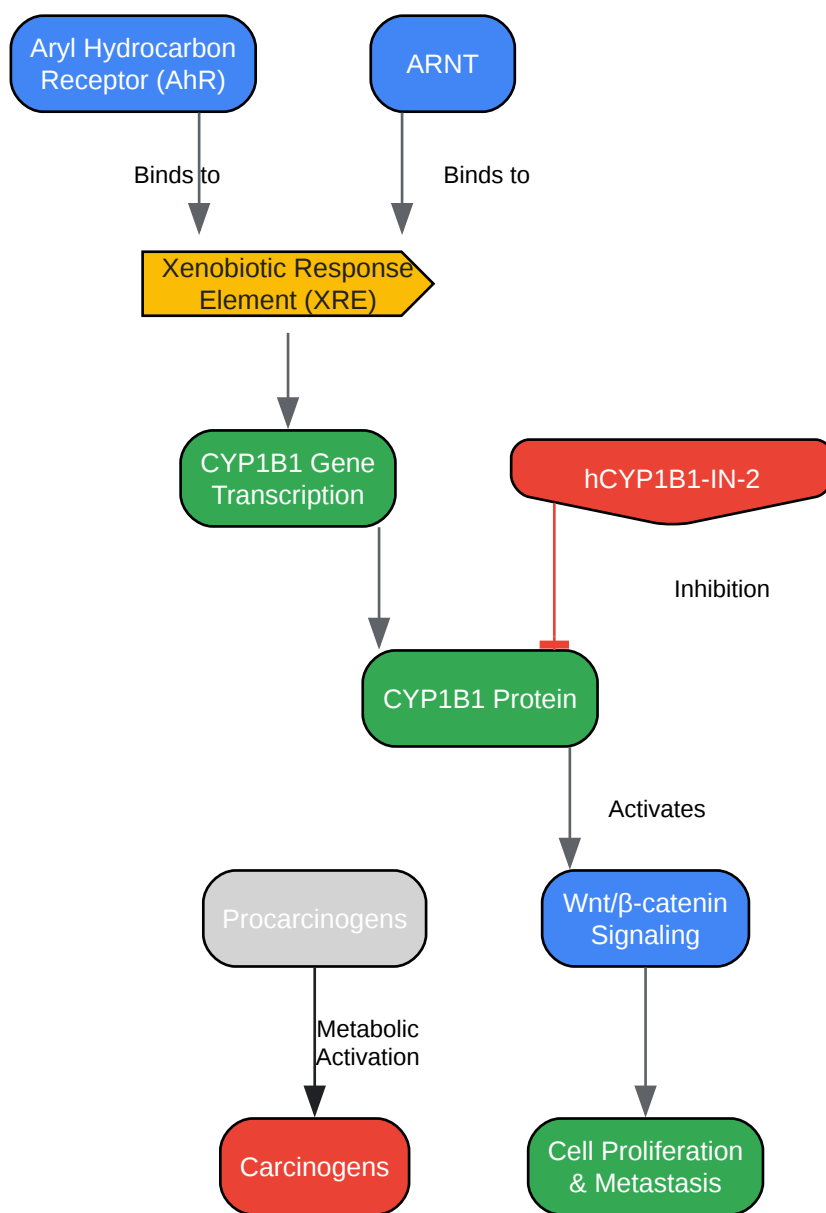 Aryl Hydrocarbon
Receptor (AhR)
ARNT
Binds to
Binds to
Xenobiotic Response
Element (XRE)
CYP1B1 Gene
Transcription
hCYP1B1-IN-2
Inhibition
CYP1B1 Protein
Activates
Procarcinogens
Wnt/β-catenin
Signaling
Metabolic
Activation
Carcinogens
Cell Proliferation
& Metastasis